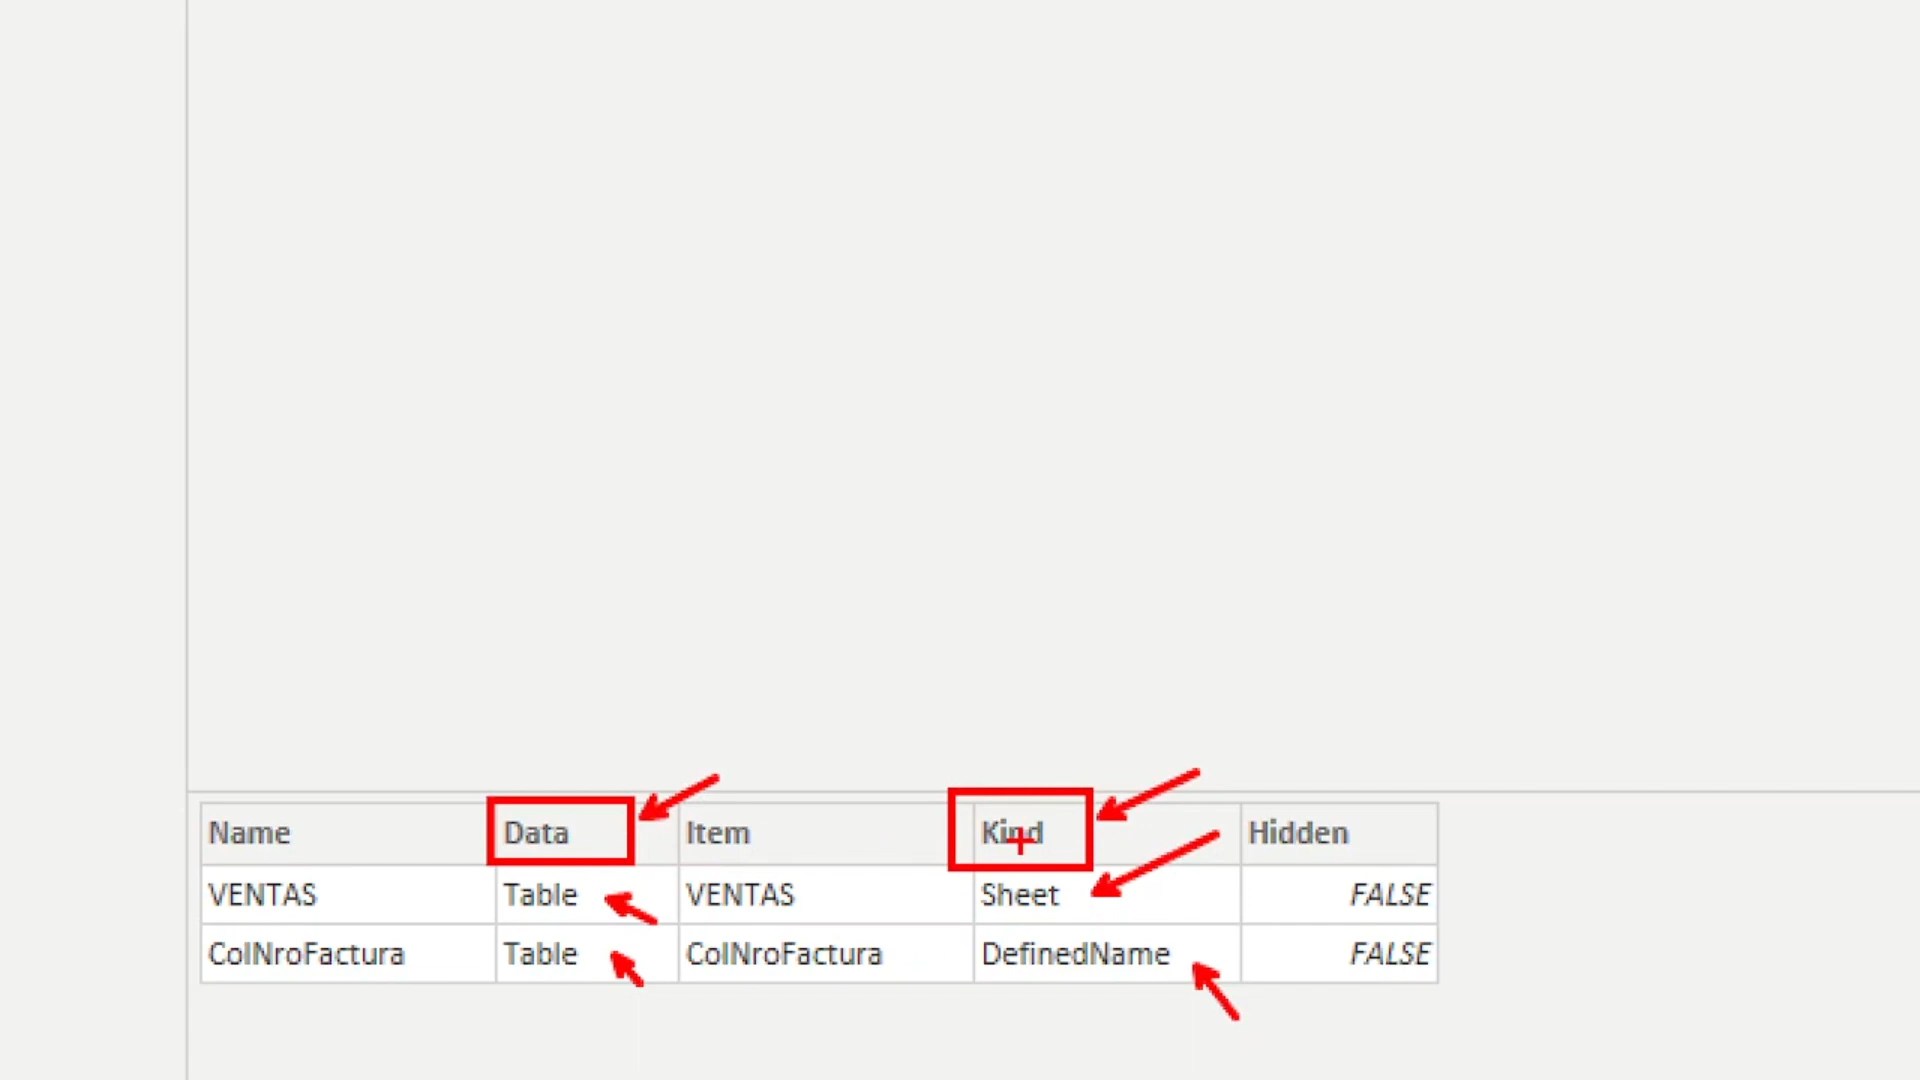 Name Data Item Kind Hidden
VENTAS Table VENTAS Sheet FALSE
ColNroFactura Table ColNroFactura DefinedName FALSE